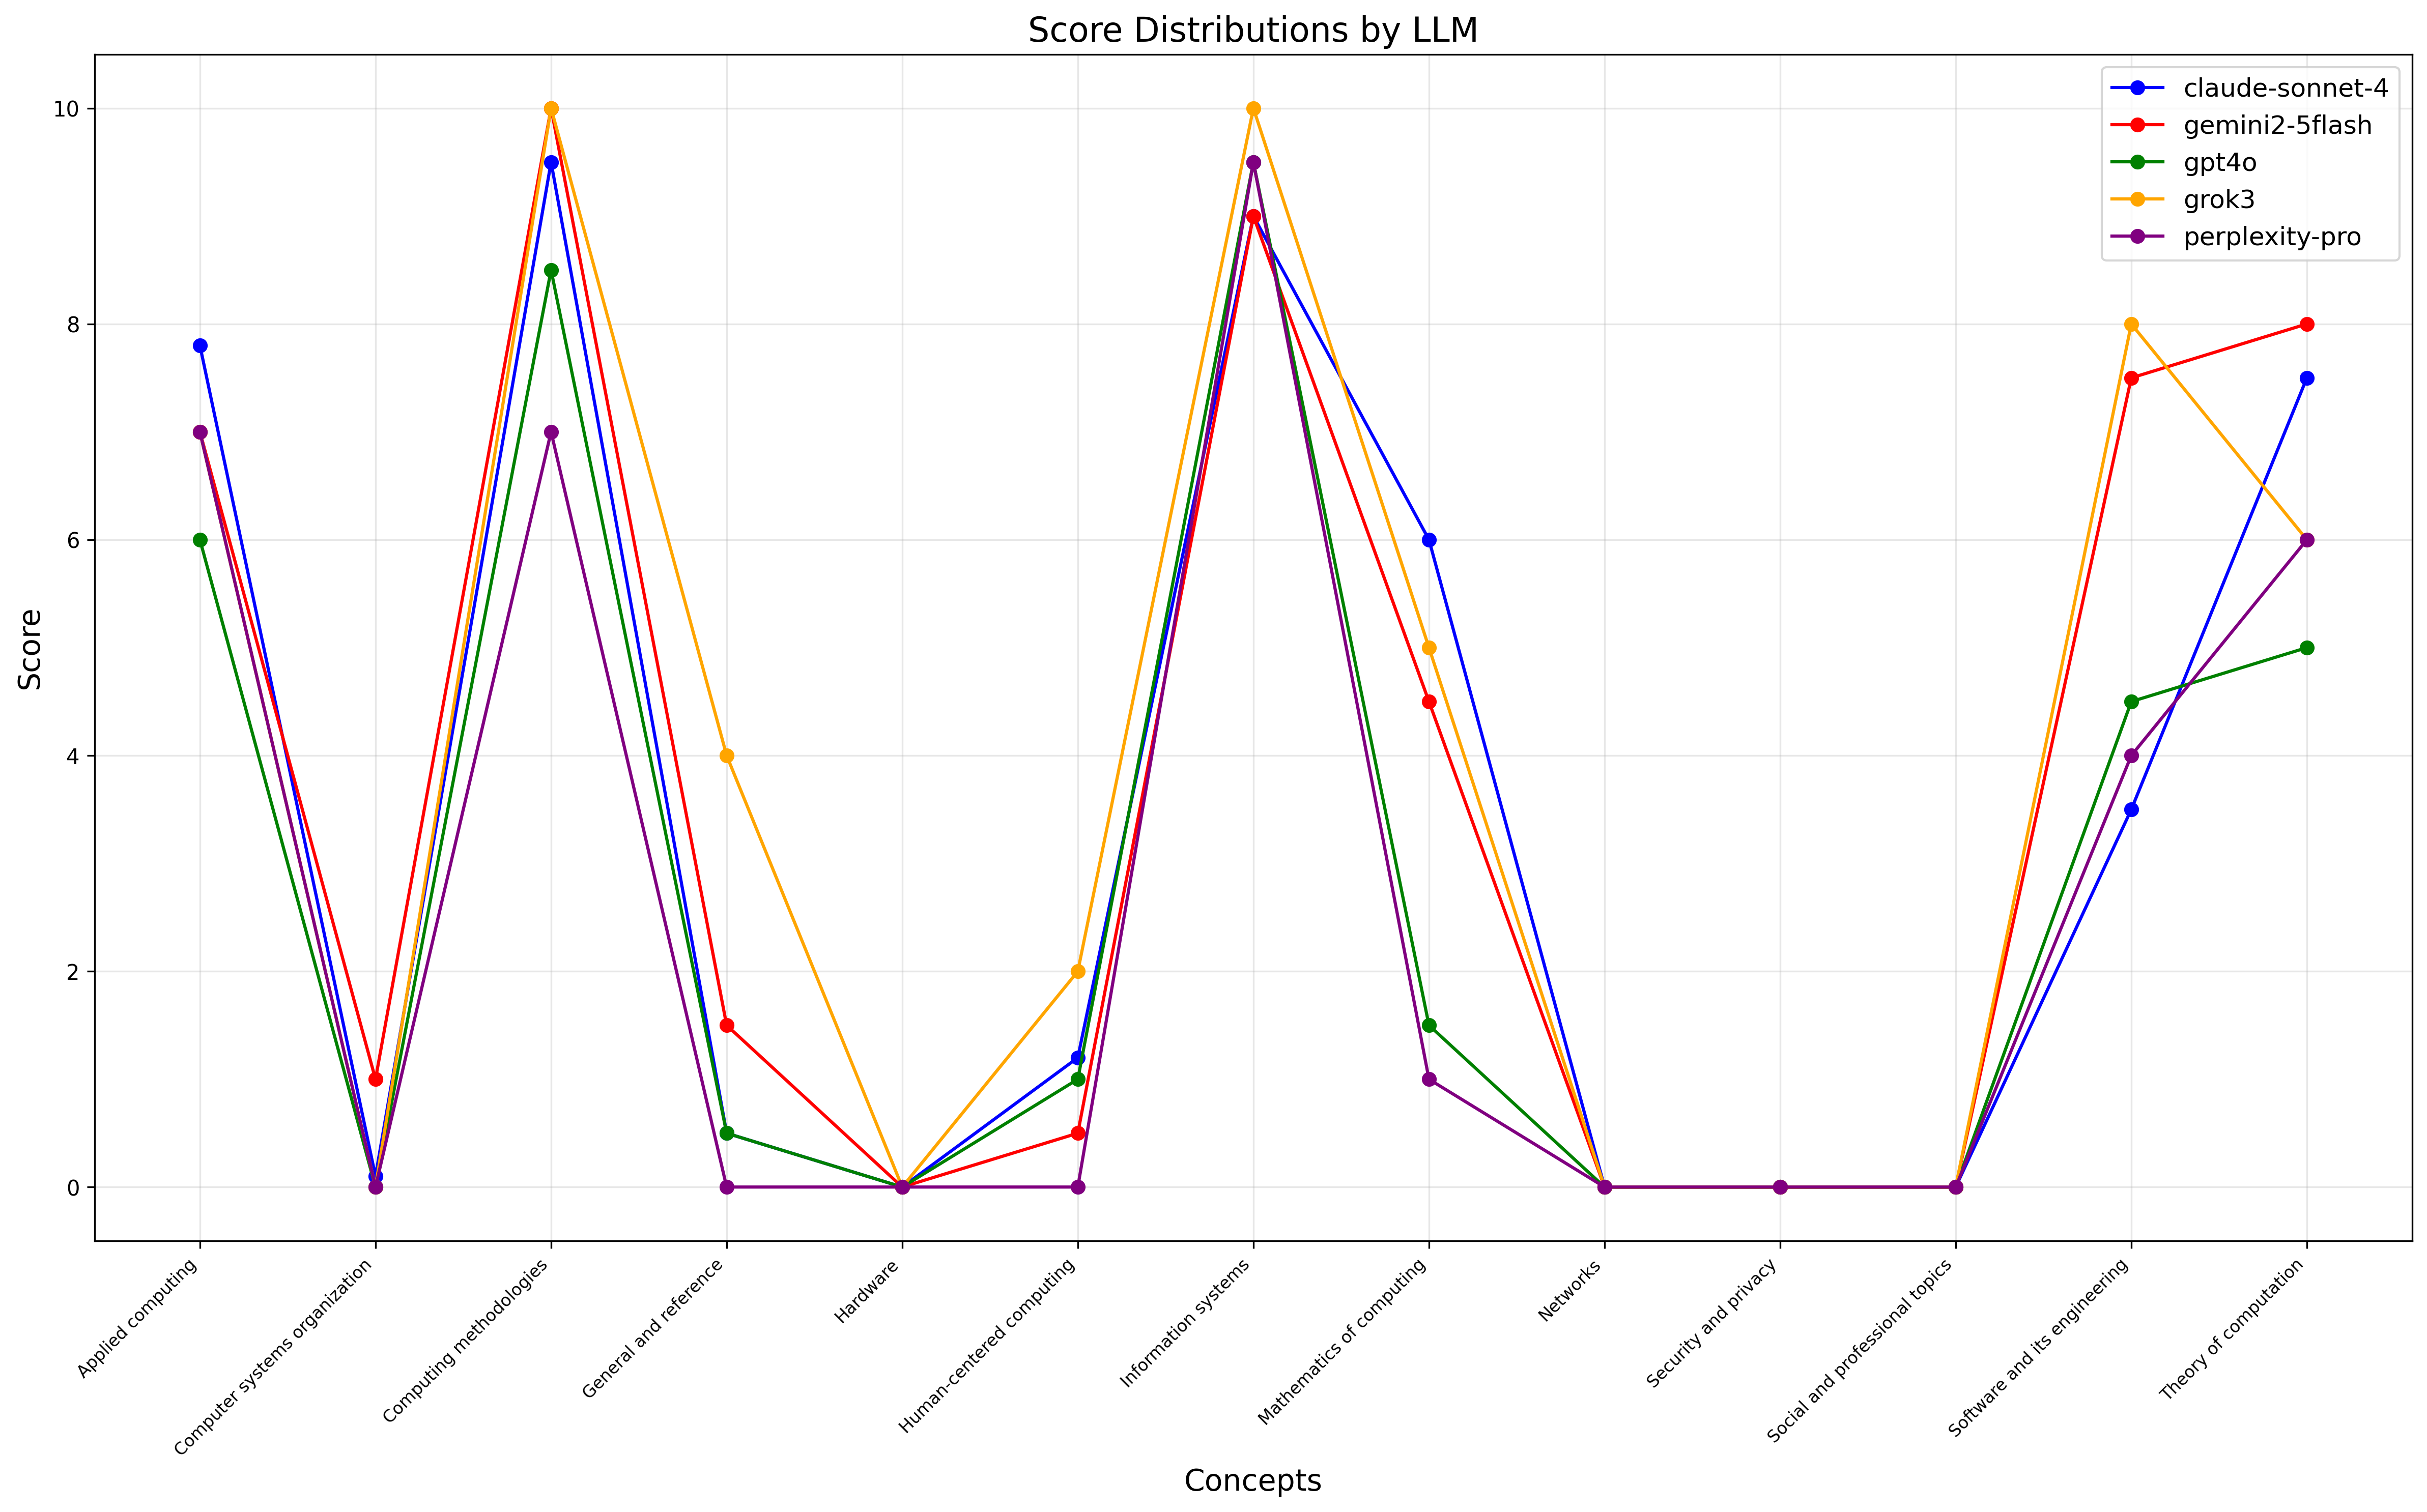 Score Distributions by LLM
claude-sonnet-4
gemini2-5flash
gpt4o
grok3
perplexity-pro
Score
10
8
6
4
2
0
Applied computing
Computer systems organization
Computing methodologies
General and reference
Hardware
Human-centered computing
Information systems
Mathematics of computing
Networks
Security and privacy
Social and professional topics
Software and its engineering
Theory of computation
Concepts